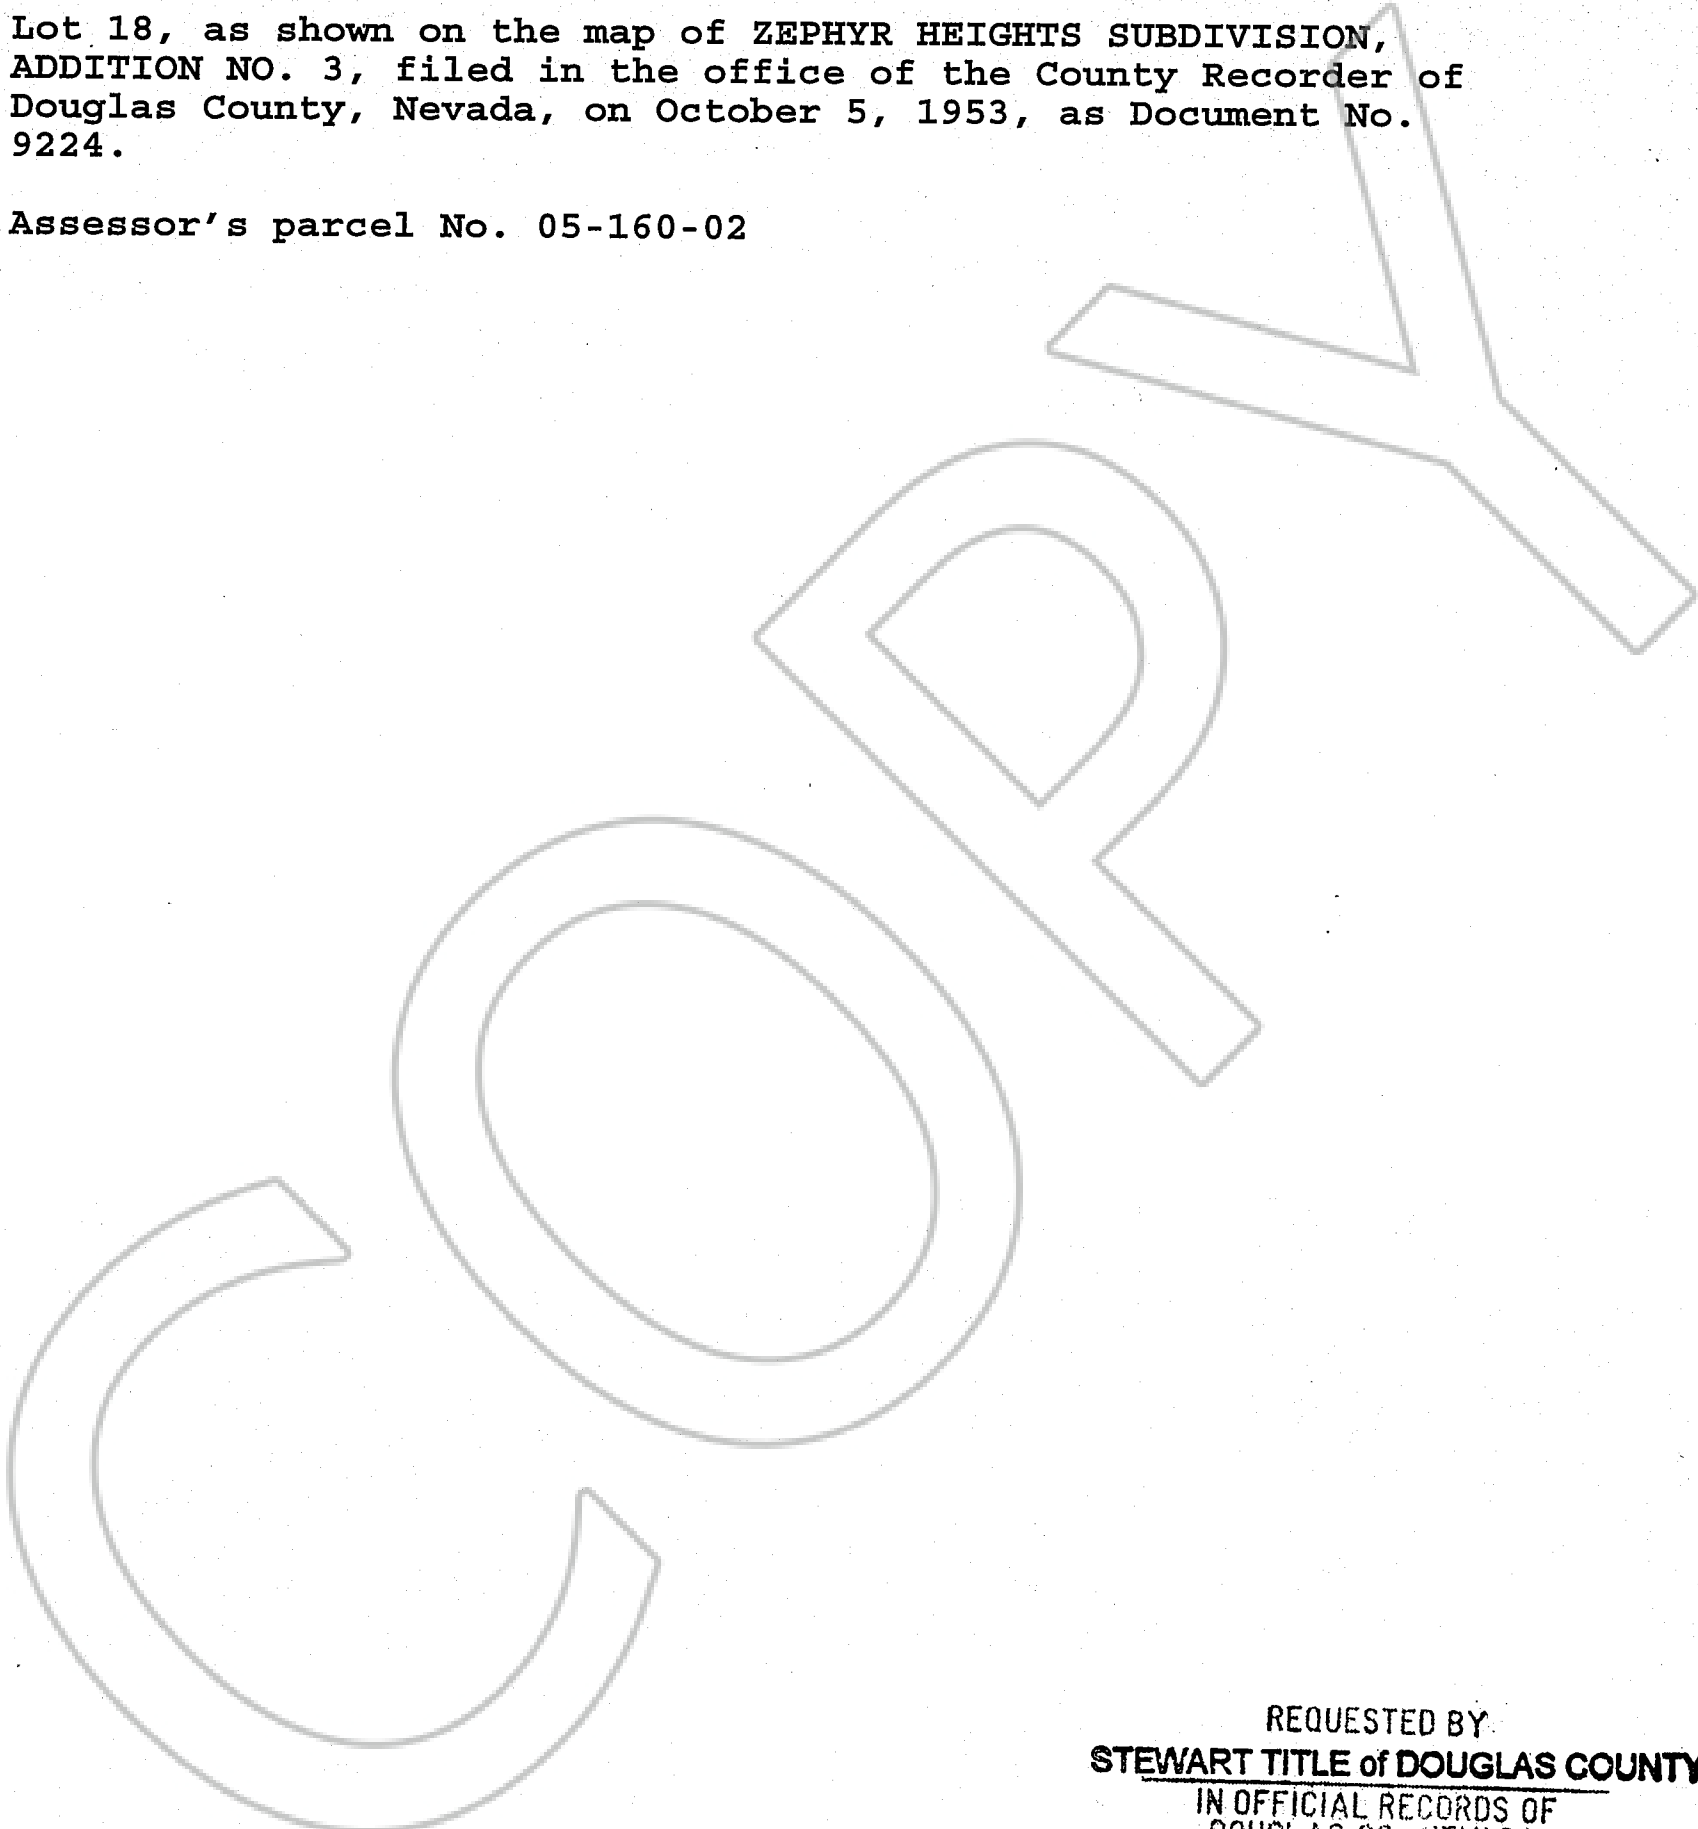 Lot 18, as shown on the map of ZEPHYR HEIGHTS SUBDIVISION,
ADDITION NO. 3, filed in the office of the County Recorder of
Douglas County, Nevada, on October 5, 1953, as Document No.
9224.
Assessor's parcel No. 05-160-02
COPY
REQUESTED BY
STEWART TITLE of DOUGLAS COUNTY
IN OFFICIAL RECORDS OF